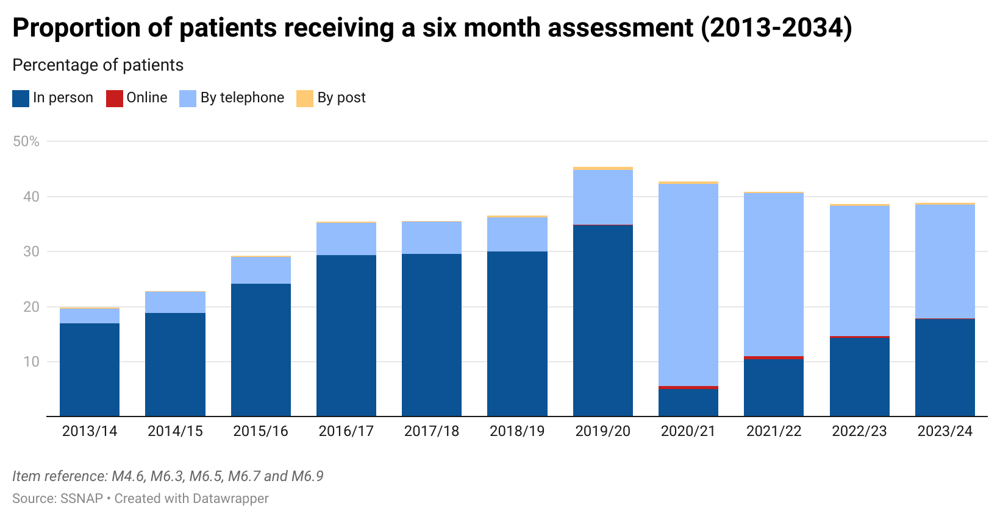 Proportion of patients receiving a six month assessment (2013-2034)
Percentage of patients
In person Online By telephone By post
50%
40
30
20
10
2013/14 2014/15 2015/16 2016/17 2017/18 2018/19 2019/20 2020/21 2021/22 2022/23 2023/24
Item reference: M4.6, M6.3, M6.5, M6.7 and M6.9
Source: SSNAP • Created with Datawrapper